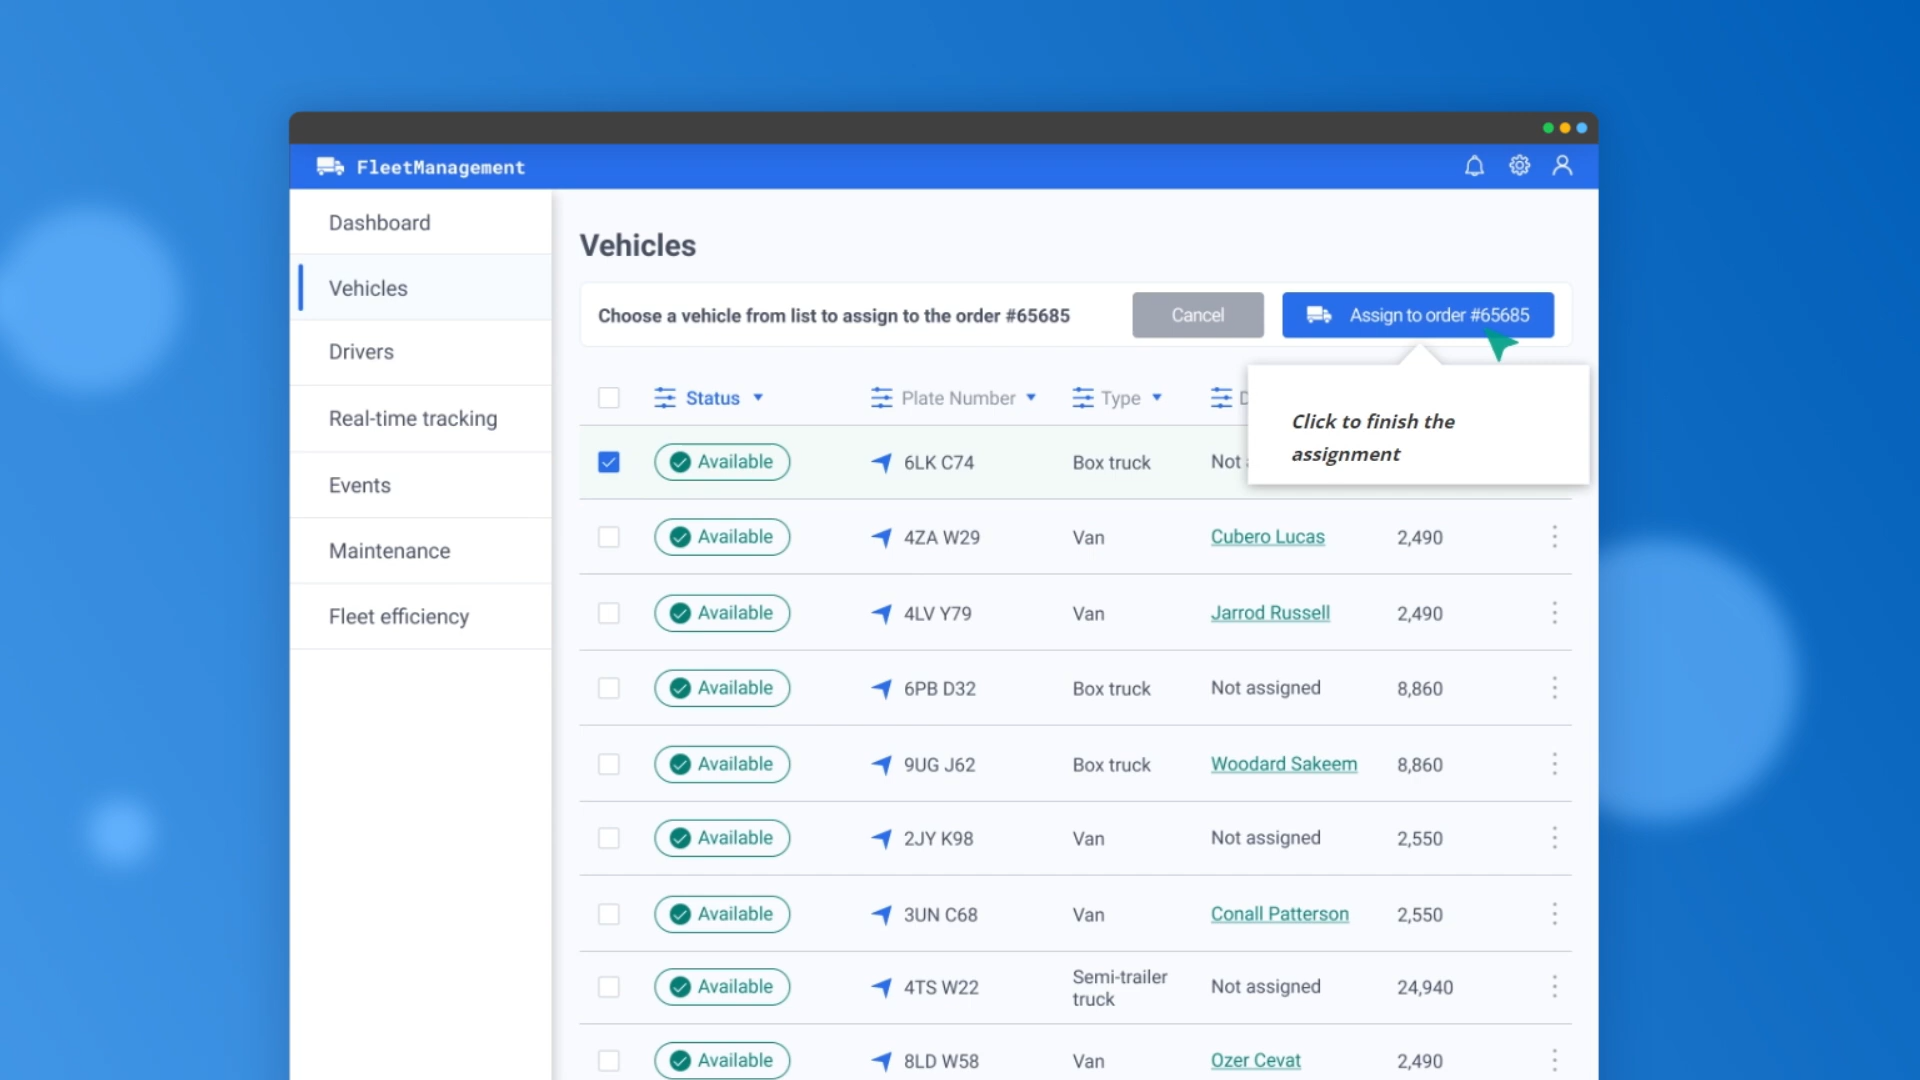 FleetManagement
Dashboard
Vehicles
Drivers
Real-time tracking
Events
Maintenance
Fleet efficiency
Vehicles
Choose a vehicle from list to assign to the order #65685
Cancel
Assign to order #65685
Click to finish the
assignment
Status Plate Number Type D
Available 6LK C74 Box truck Not
Available 4ZA W29 Van Cubero Lucas 2,490
Available 4LV Y79 Van Jarrod Russell 2,490
Available 6PB D32 Box truck Not assigned 8,860
Available 9UG J62 Box truck Woodard Sakeem 8,860
Available 2JY K98 Van Not assigned 2,550
Available 3UN C68 Van Conall Patterson 2,550
Available 4TS W22 Semi-trailer truck Not assigned 24,940
Available 8LD W58 Van Ozer Cevat 2,490